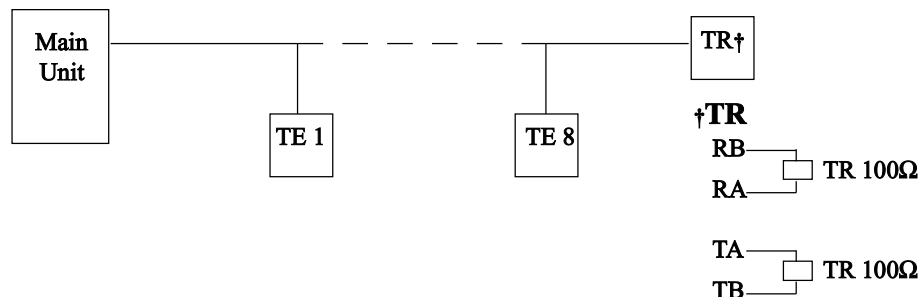 Main
Unit
TR†
TE 1
TE 8
†TR
RB
TR 100Ω
RA
TA
TR 100Ω
TB